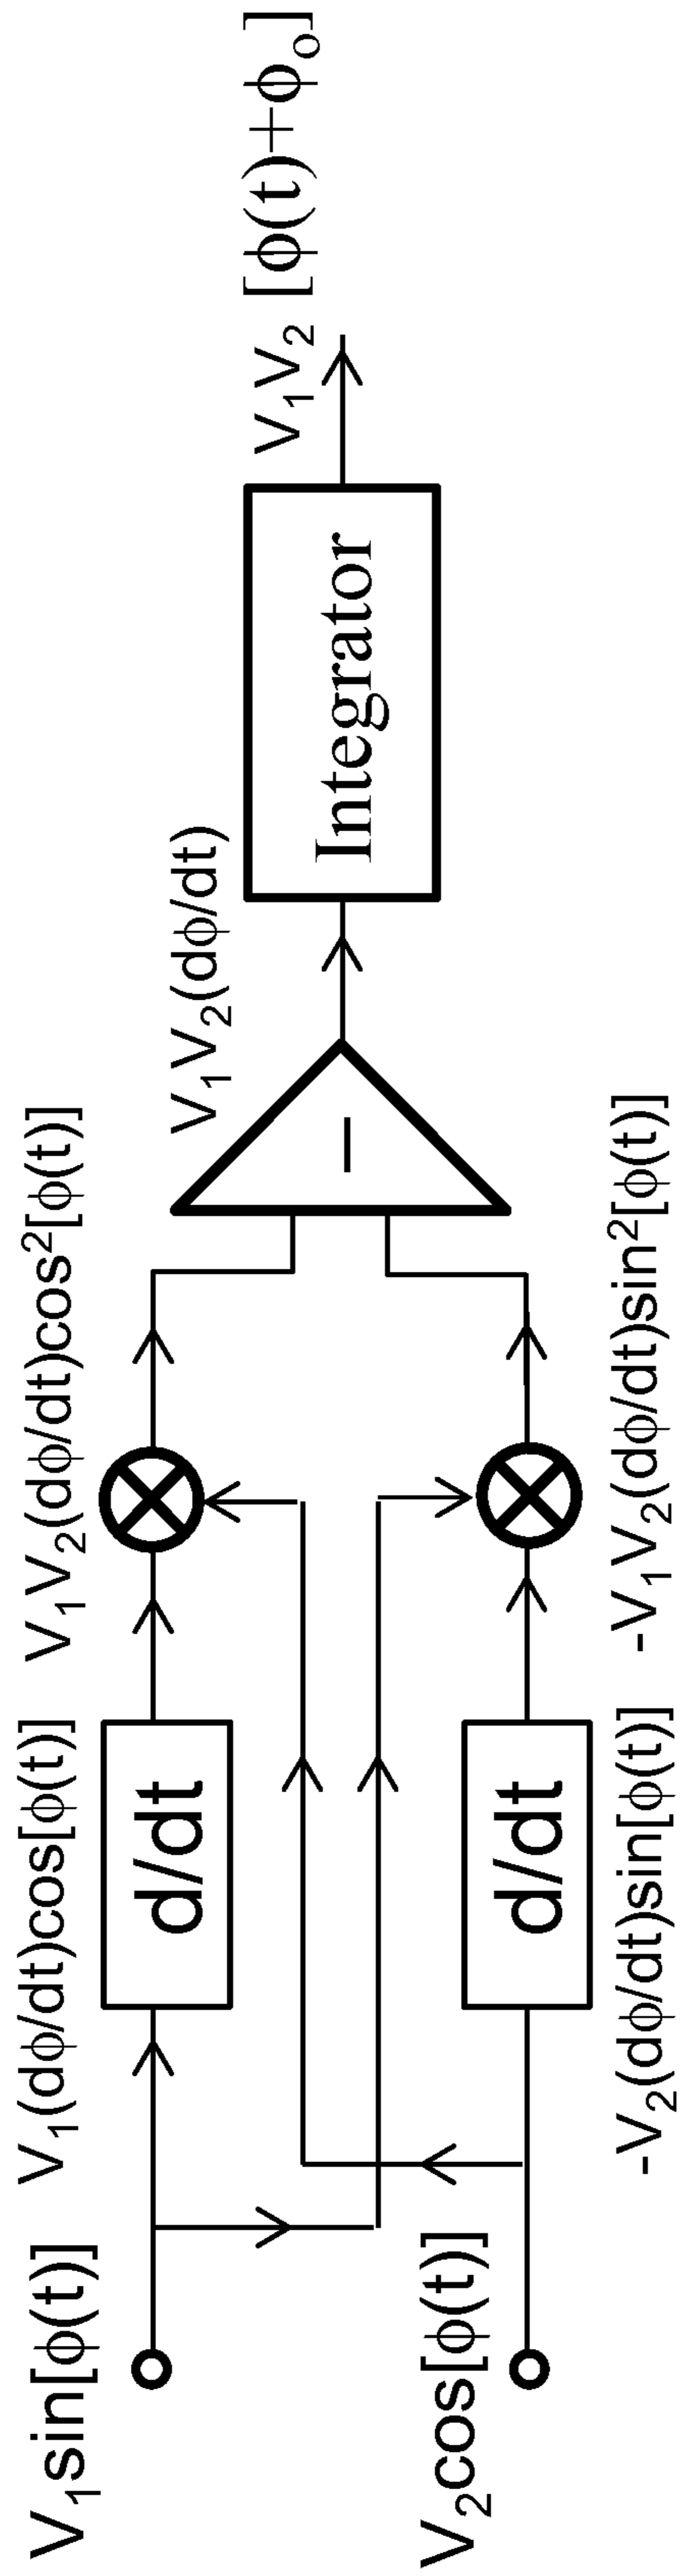 V₁sin[ϕ(t)]
V₁(dϕ/dt)cos[ϕ(t)]
V₁V₂(dϕ/dt)cos²[ϕ(t)]
d/dt
V₁V₂(dϕ/dt)
–
Integrator
V₁V₂ [ϕ(t)+ϕₒ]
V₂cos[ϕ(t)]
d/dt
-V₂(dϕ/dt)sin[ϕ(t)]
-V₁V₂(dϕ/dt)sin²[ϕ(t)]